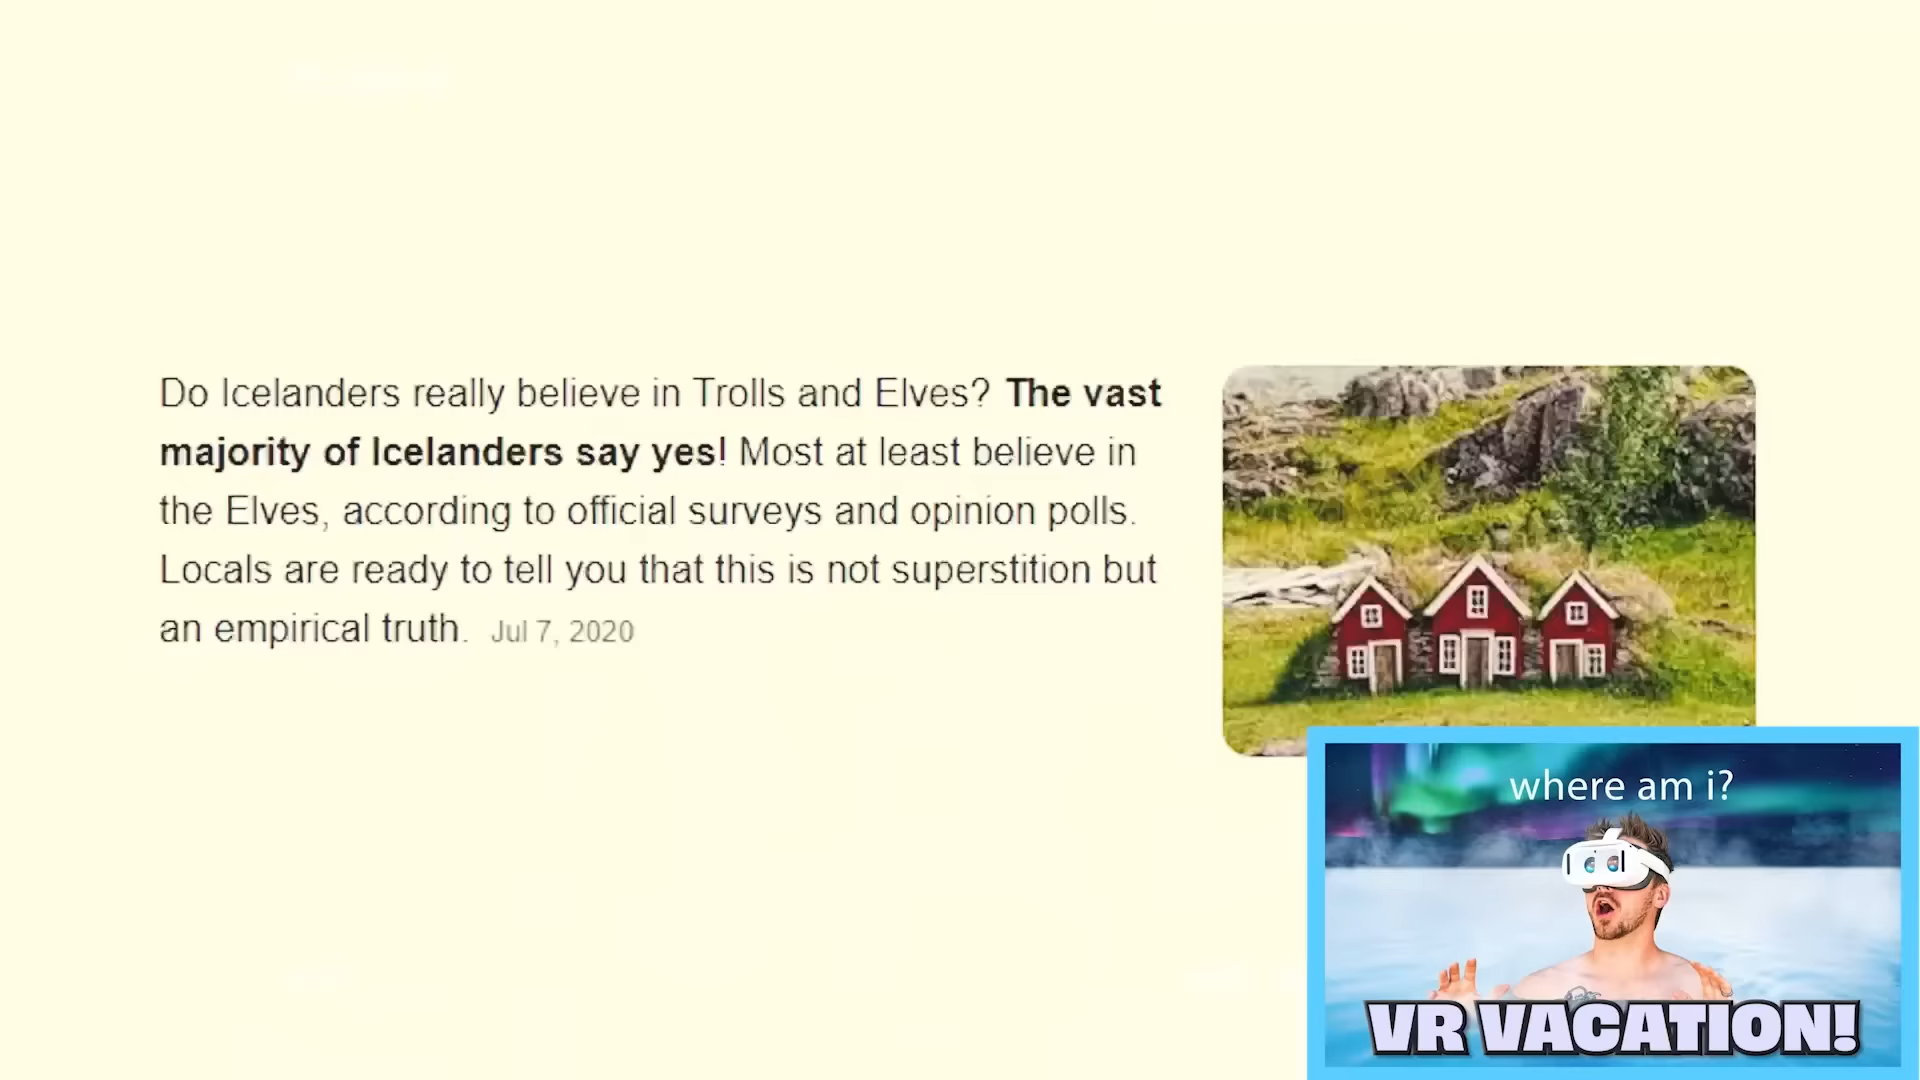 Do Icelanders really believe in Trolls and Elves? The vast
majority of Icelanders say yes! Most at least believe in
the Elves, according to official surveys and opinion polls.
Locals are ready to tell you that this is not superstition but
an empirical truth. Jul 7, 2020
where am i?
VR VACATION!